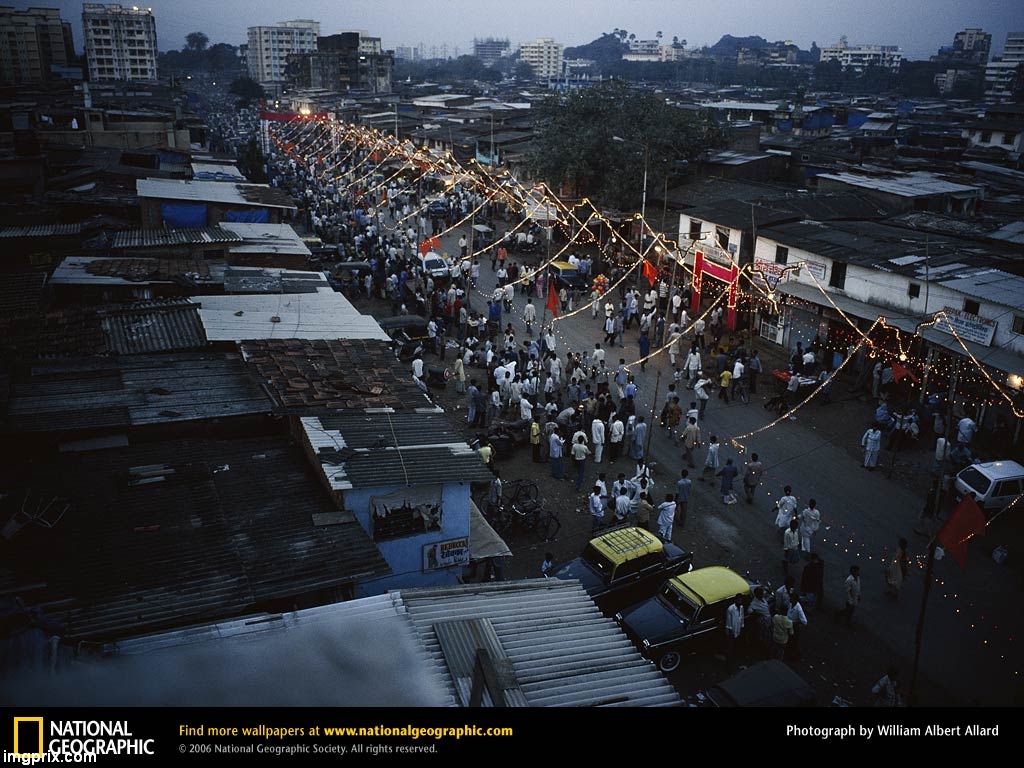 REBECCA
NATIONAL
GEOGRAPHIC
Find more wallpapers at www.nationalgeographic.com
© 2006 National Geographic Society. All rights reserved.
Photograph by William Albert Allard
imgprix.com